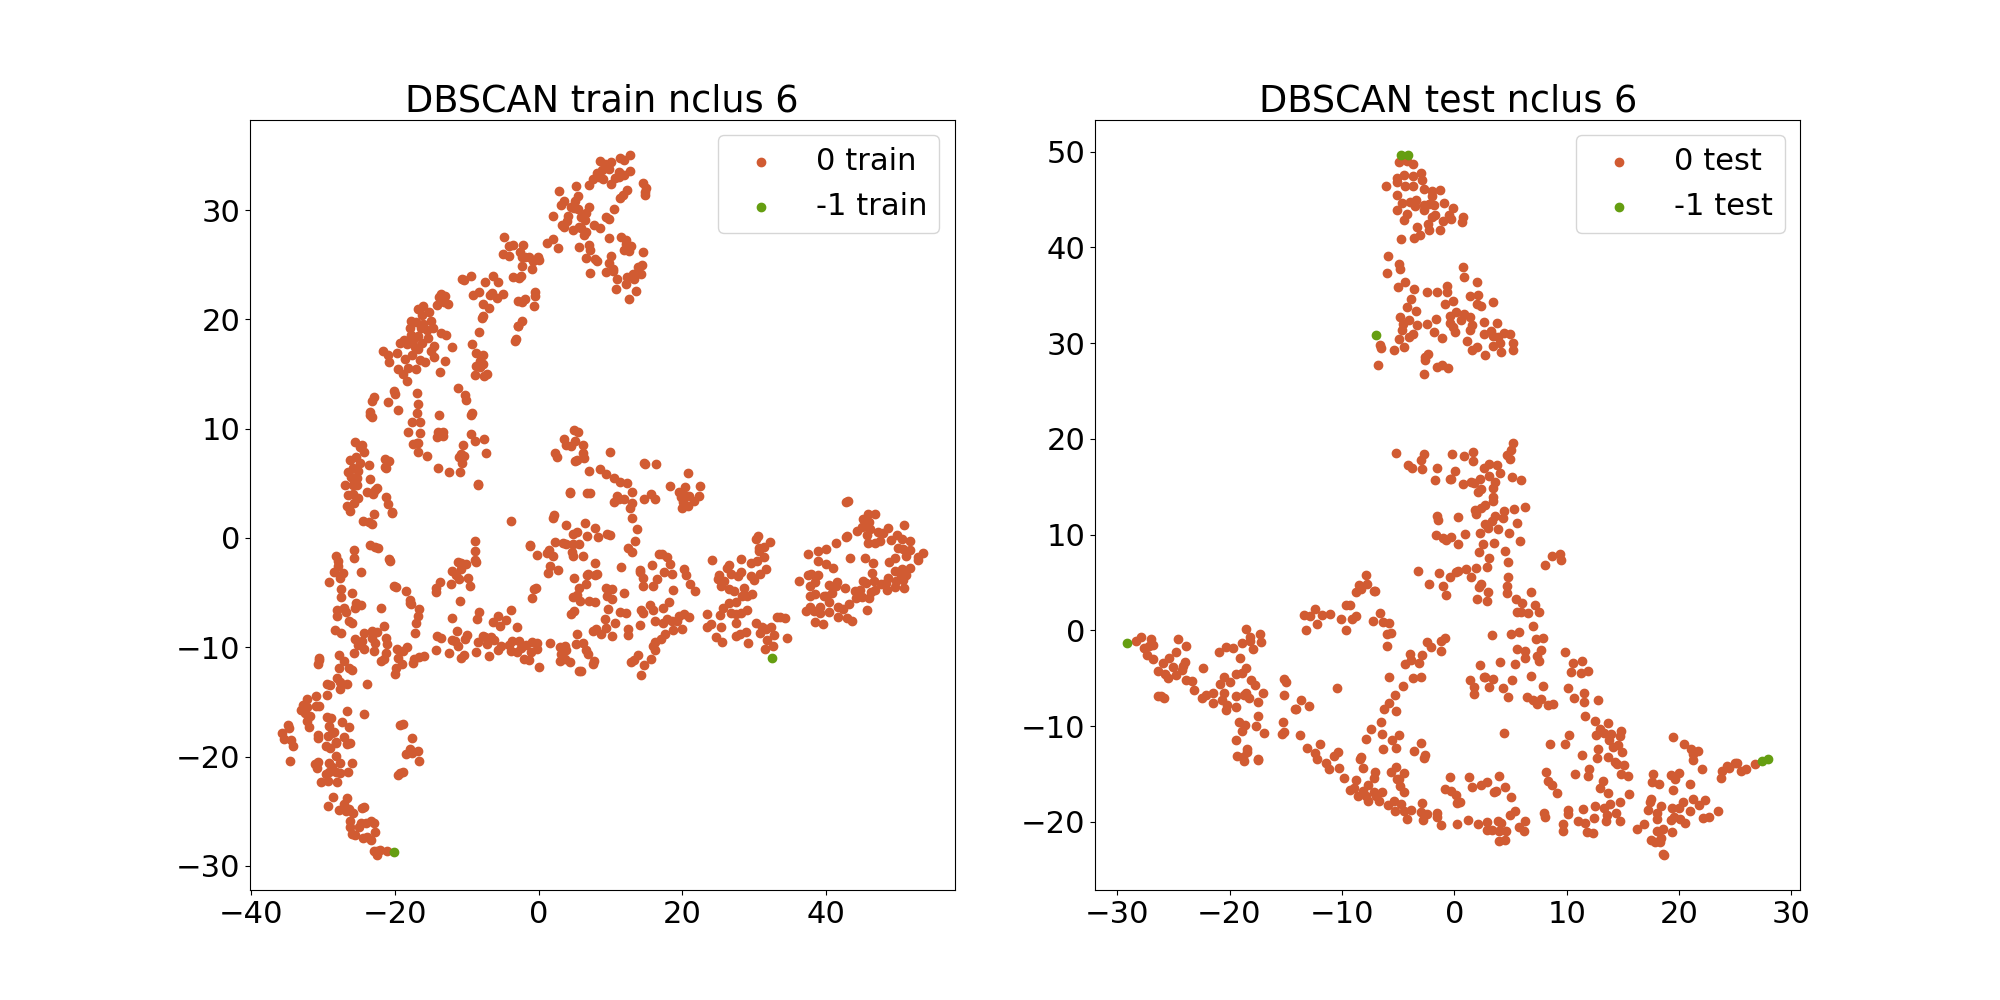 DBSCAN train nclus 6
0 train
-1 train
30
20
10
0
−10
−20
−30
−40 −20 0 20 40
DBSCAN test nclus 6
0 test
-1 test
50
40
30
20
10
0
−10
−20
−30 −20 −10 0 10 20 30